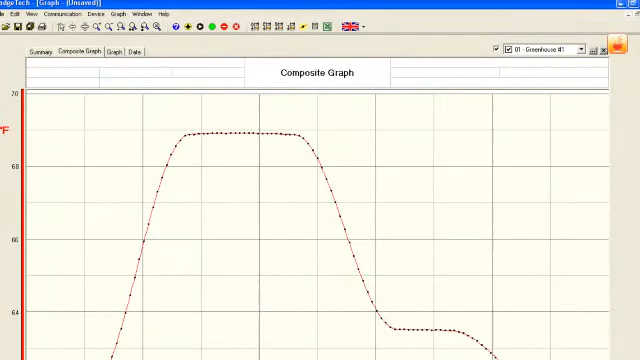 adgeTech - [Graph - (Unsaved)]
Edit View Communication Device Graph Window Help
Summary Composite Graph Graph Data
01 - Greenhouse #1
Composite Graph
70
°F
68
66
64